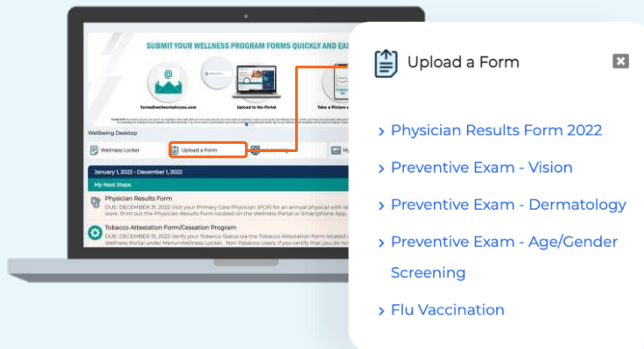 SUBMIT YOUR WELLNESS PROGRAM FORMS QUICKLY AND EAS
forms@wellworksforyou.com
Upload to the Portal
Take a Picture
Wellbeing Desktop
Wellness Locker
Upload a Form
My
January 1, 2022 - December 1, 2022
My Next Steps
Physician Results Form
DUE: DECEMBER 31, 2022 Visit your Primary Care Physician (PCP) for an annual physical with la
work. Print out the Physician Results Form located on the Wellness Portal or Smartphone App...
Tobacco Attestation Form/Cessation Program
DUE: DECEMBER 31, 2022 Verify your Tobacco Status via the Tobacco Attestation Form located
Wellness Portal under Menu>Wellness Locker. Non-Tobacco Users: If you certify that you do no
Upload a Form
Physician Results Form 2022
Preventive Exam - Vision
Preventive Exam - Dermatology
Preventive Exam - Age/Gender
Screening
Flu Vaccination